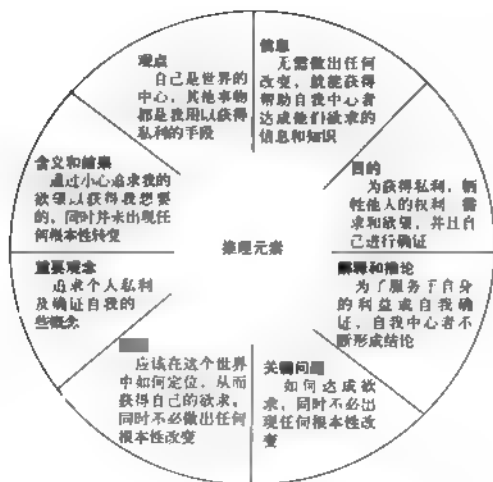 观点
自己是世界的
中心，其他事物
都是我用以获得
私利的手段
信息
无需做出任何
改变，就能获得
帮助自我中心者
达成他们欲求的
信息和知识
目的
为获得私利，牺
牲他人的权利、需
求和欲望，并且自
己进行确证
解释和推论
为了服务于自身
的利益或自我确
证，自我中心者不
断形成结论
关键问题
如何达成欲
求，同时不必出
现任何根本性改
变
应该在这个世界
中如何定位，从而
获得自己的欲求，
同时不必做出任何
根本性改变
重要观念
追求个人私利
及确证自我的
些概念
含义和结果
通过小心追求我的
欲望以获得我想要
的，同时并未出现任
何根本性转变
推理元素